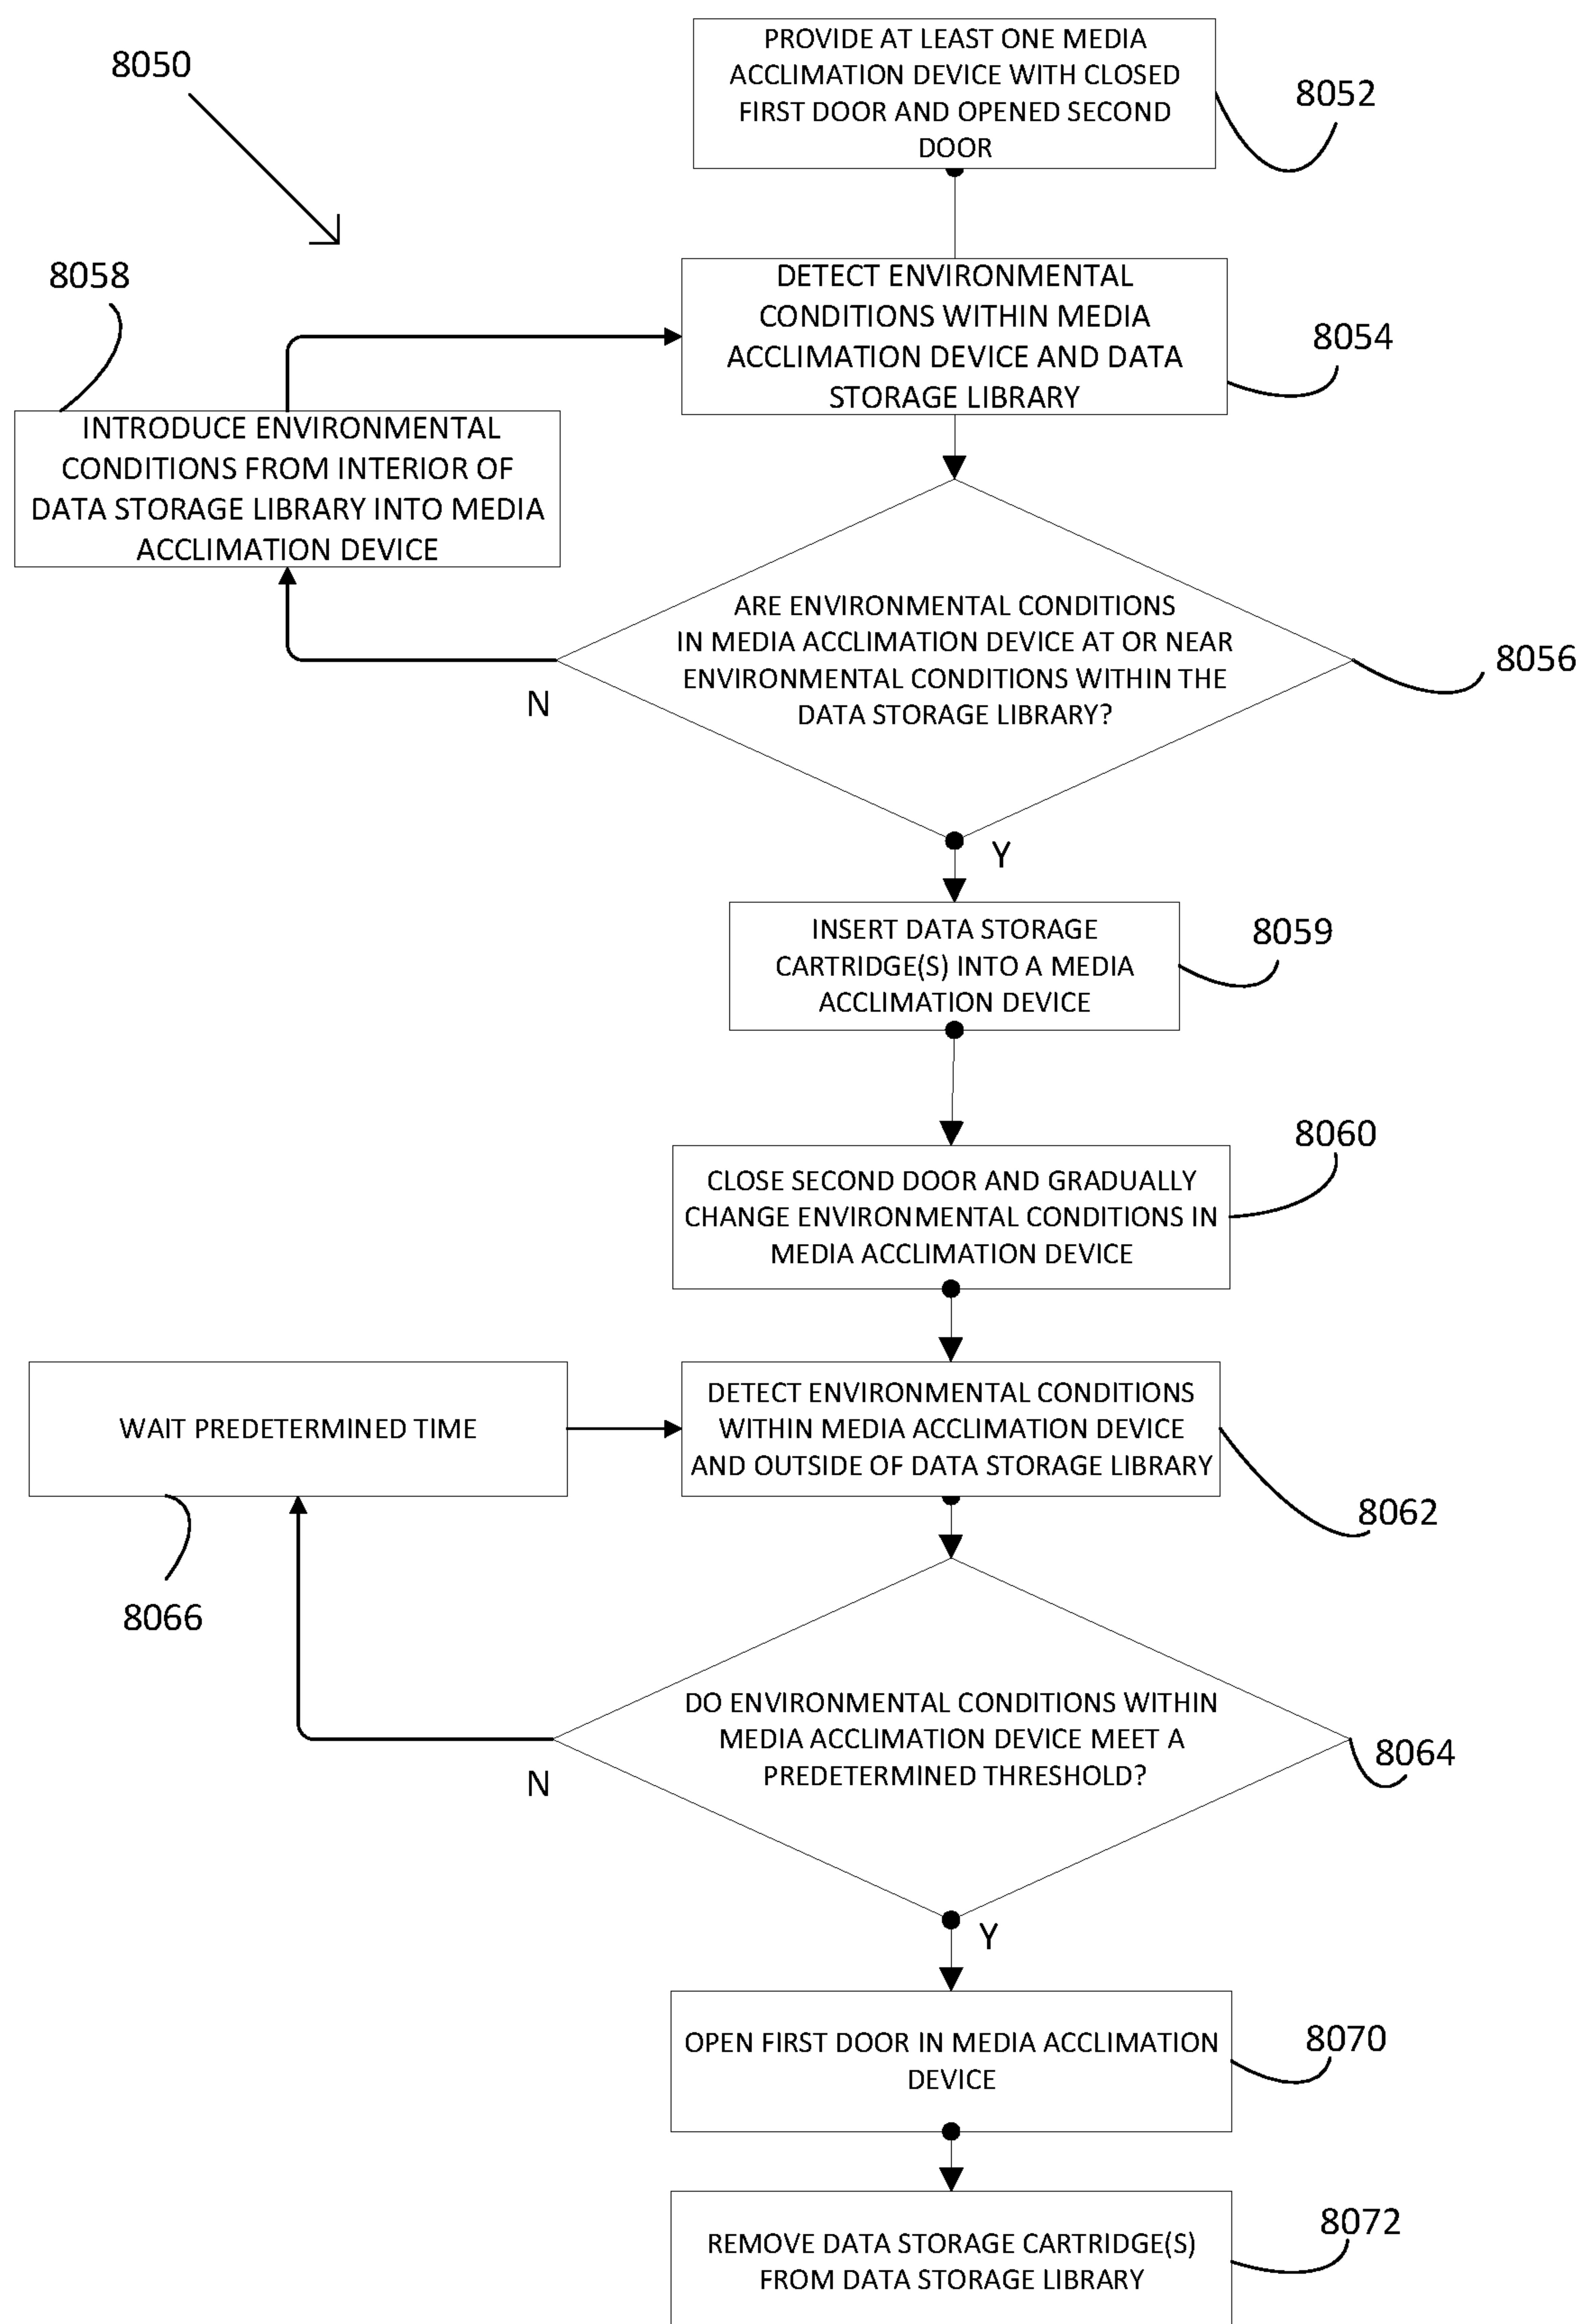 8050
PROVIDE AT LEAST ONE MEDIA
ACCLIMATION DEVICE WITH CLOSED
FIRST DOOR AND OPENED SECOND
DOOR
8052
8058
DETECT ENVIRONMENTAL
CONDITIONS WITHIN MEDIA
ACCLIMATION DEVICE AND DATA
STORAGE LIBRARY
8054
INTRODUCE ENVIRONMENTAL
CONDITIONS FROM INTERIOR OF
DATA STORAGE LIBRARY INTO MEDIA
ACCLIMATION DEVICE
ARE ENVIRONMENTAL CONDITIONS
IN MEDIA ACCLIMATION DEVICE AT OR NEAR
ENVIRONMENTAL CONDITIONS WITHIN THE
DATA STORAGE LIBRARY?
8056
N
Y
INSERT DATA STORAGE
CARTRIDGE(S) INTO A MEDIA
ACCLIMATION DEVICE
8059
CLOSE SECOND DOOR AND GRADUALLY
CHANGE ENVIRONMENTAL CONDITIONS IN
MEDIA ACCLIMATION DEVICE
8060
WAIT PREDETERMINED TIME
DETECT ENVIRONMENTAL CONDITIONS
WITHIN MEDIA ACCLIMATION DEVICE
AND OUTSIDE OF DATA STORAGE LIBRARY
8062
8066
DO ENVIRONMENTAL CONDITIONS WITHIN
MEDIA ACCLIMATION DEVICE MEET A
PREDETERMINED THRESHOLD?
8064
N
Y
OPEN FIRST DOOR IN MEDIA ACCLIMATION
DEVICE
8070
REMOVE DATA STORAGE CARTRIDGE(S)
FROM DATA STORAGE LIBRARY
8072